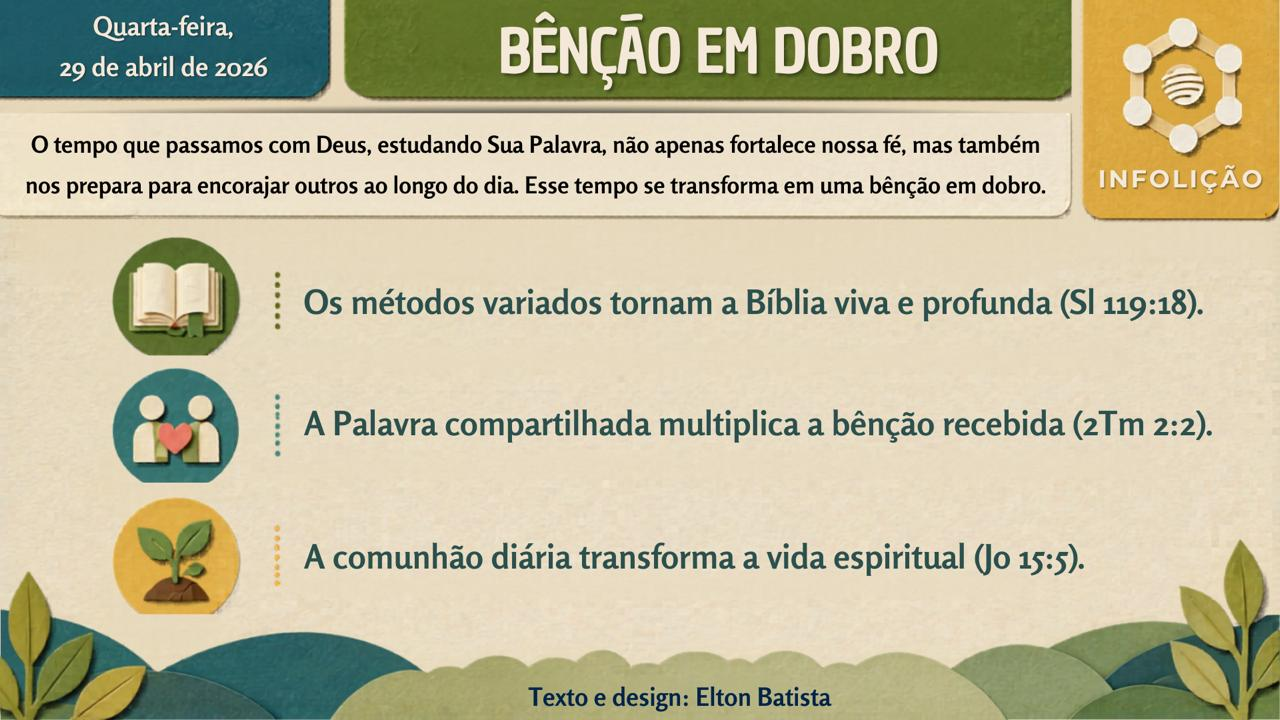 Quarta-feira,
29 de abril de 2026
BÊNÇÃO EM DOBRO
INFOLIÇÃO
O tempo que passamos com Deus, estudando Sua Palavra, não apenas fortalece nossa fé, mas também
nos prepara para encorajar outros ao longo do dia. Esse tempo se transforma em uma bênção em dobro.
Os métodos variados tornam a Bíblia viva e profunda (Sl 119:18).
A Palavra compartilhada multiplica a bênção recebida (2Tm 2:2).
A comunhão diária transforma a vida espiritual (Jo 15:5).
Texto e design: Elton Batista